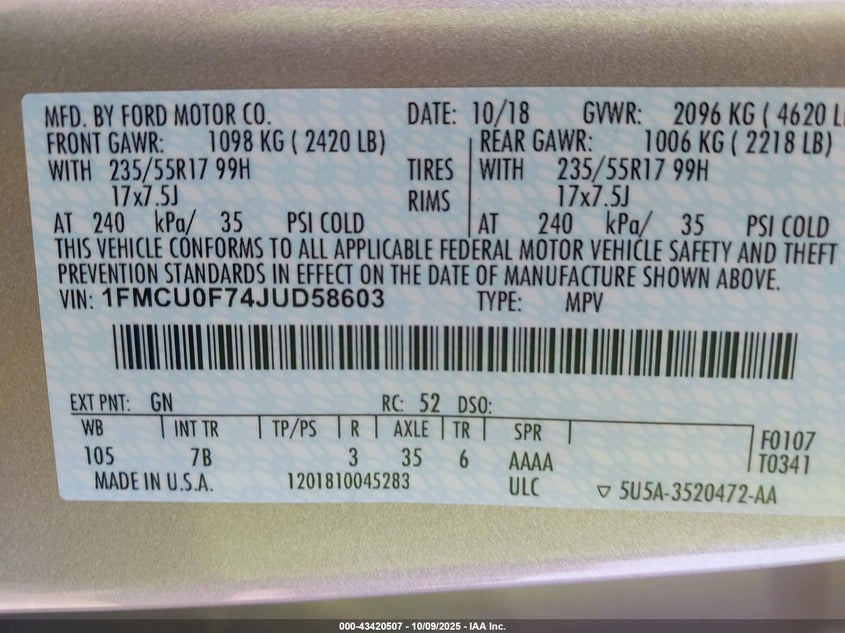 MFD. BY FORD MOTOR CO. DATE: 10/18 GVWR: 2096 KG ( 4620 L
FRONT GAWR: 1098 KG ( 2420 LB) REAR GAWR: 1006 KG ( 2218 LB)
WITH 235/55R17 99H TIRES WITH 235/55R17 99H
17x7.5J RIMS 17x7.5J
AT 240 kPa/ 35 PSI COLD AT 240 kPa/ 35 PSI COLD
THIS VEHICLE CONFORMS TO ALL APPLICABLE FEDERAL MOTOR VEHICLE SAFETY AND THEFT
PREVENTION STANDARDS IN EFFECT ON THE DATE OF MANUFACTURE SHOWN ABOVE.
VIN: 1FMCU0F74JUD58603 TYPE: MPV
EXT PNT: GN RC: 52 DSO:
WB INT TR TP/PS R AXLE TR SPR F0107
105 7B 3 35 6 AAAA T0341
MADE IN U.S.A. 1201810045283 ULC ▽ 5U5A-3520472-AA
000-43420507 - 10/09/2025 - IAA Inc.